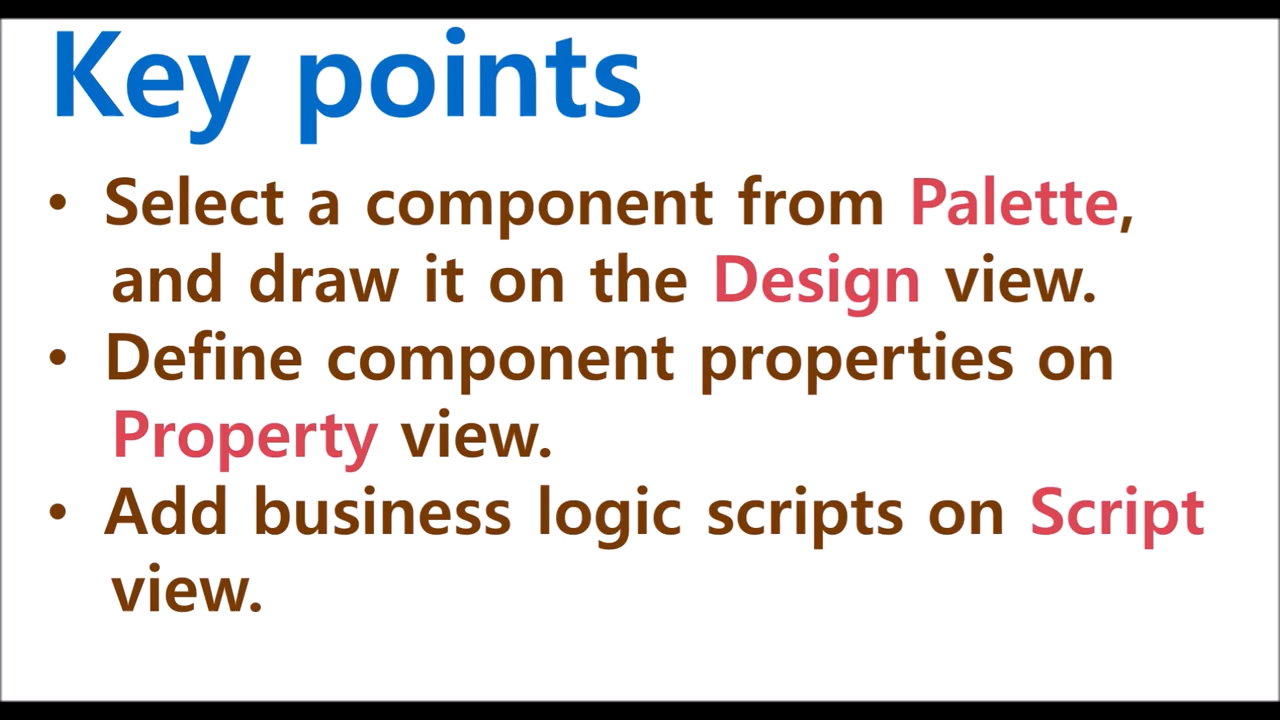 Key points
• Select a component from Palette,
and draw it on the Design view.
• Define component properties on
Property view.
• Add business logic scripts on Script
view.